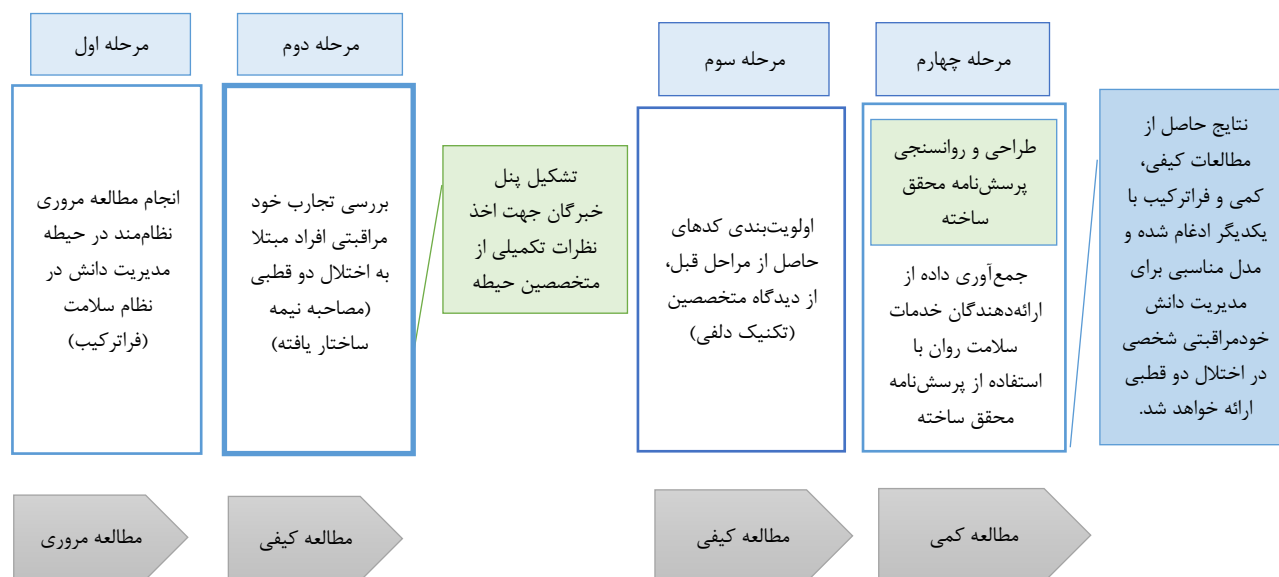 مرحله اول
انجام مطالعه مروری
نظام‌مند در حیطه
مدیریت دانش در
نظام سلامت
(فراترکیب)
مطالعه مروری
مرحله دوم
بررسی تجارب خود
مراقبتی افراد مبتلا
به اختلال دو قطبی
(مصاحبه نیمه
ساختار یافته)
مطالعه کیفی
تشکیل پنل
خبرگان جهت اخذ
نظرات تکمیلی از
متخصصین حیطه
مرحله سوم
اولویت‌بندی کدهای
حاصل از مراحل قبل،
از دیدگاه متخصصین
(تکنیک دلفی)
مطالعه کیفی
مرحله چهارم
طراحی و روانسنجی
پرسش‌نامه محقق
ساخته
جمع‌آوری داده از
ارائه‌دهندگان خدمات
سلامت روان با
استفاده از پرسش‌نامه
محقق ساخته
مطالعه کمی
نتایج حاصل از
مطالعات کیفی،
کمی و فراترکیب با
یکدیگر ادغام شده و
مدل مناسبی برای
مدیریت دانش
خودمراقبتی شخصی
در اختلال دو قطبی
ارائه خواهد شد.